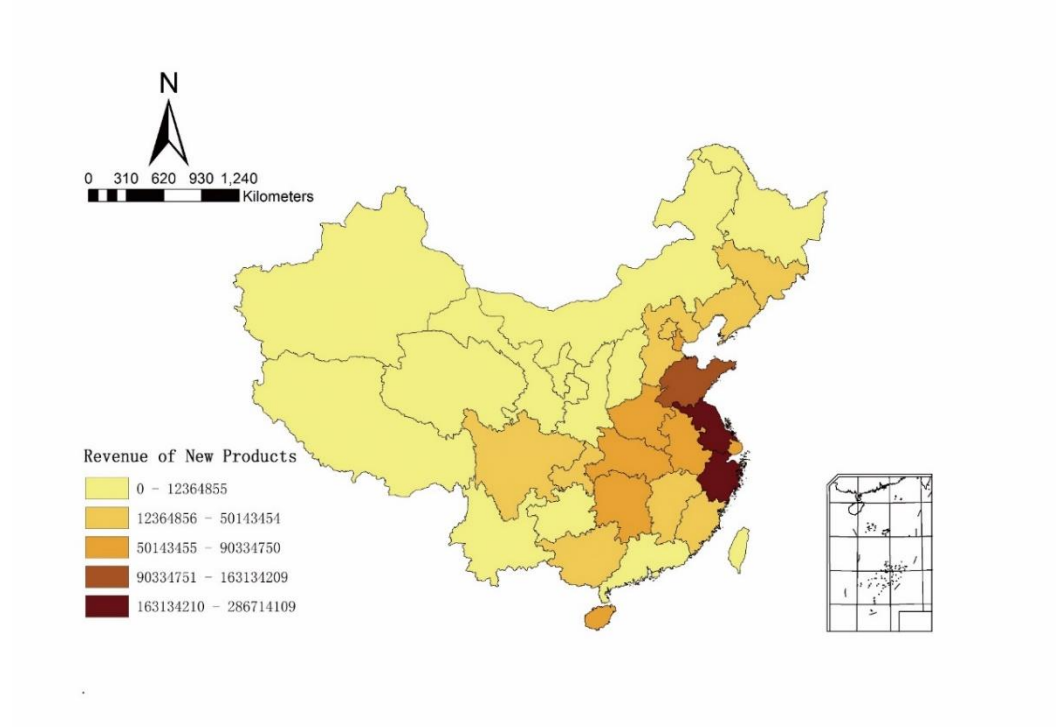 N
0 310 620 930 1,240
Kilometers
Revenue of New Products
0 - 12364855
12364856 - 50143454
50143455 - 90334750
90334751 - 163134209
163134210 - 286714109